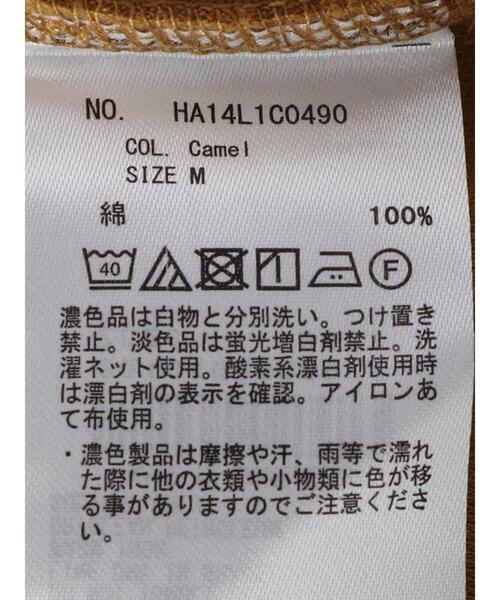 NO. HA14L1C0490
COL. Camel
SIZE M
綿 100%
40
F
濃色品は白物と分別洗い。つけ置き
禁止。淡色品は蛍光増白剤禁止。洗
濯ネット使用。酸素系漂白剤使用時
は漂白剤の表示を確認。アイロンあ
て布使用。
・濃色製品は摩擦や汗、雨等で濡れ
た際に他の衣類や小物類に色が移
る事がありますのでご注意くださ
い。